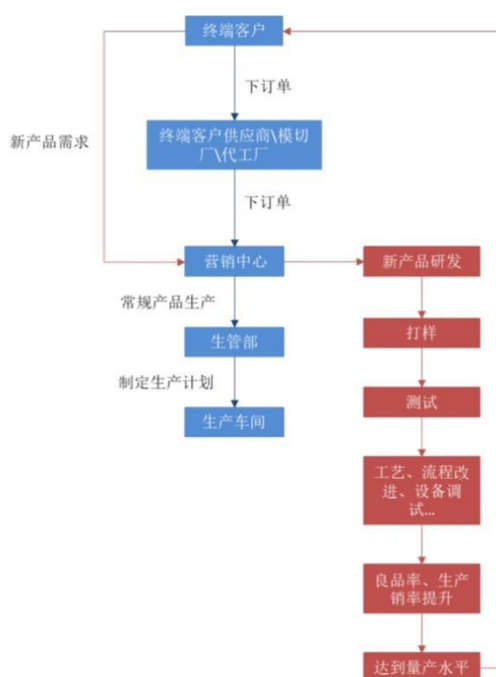 终端客户
下订单
新产品需求
终端客户供应商\模切
厂\代工厂
下订单
营销中心
新产品研发
常规产品生产
打样
生管部
制定生产计划
测试
生产车间
工艺、流程改
进、设备调
试...
良品率、生产
销率提升
达到量产水平